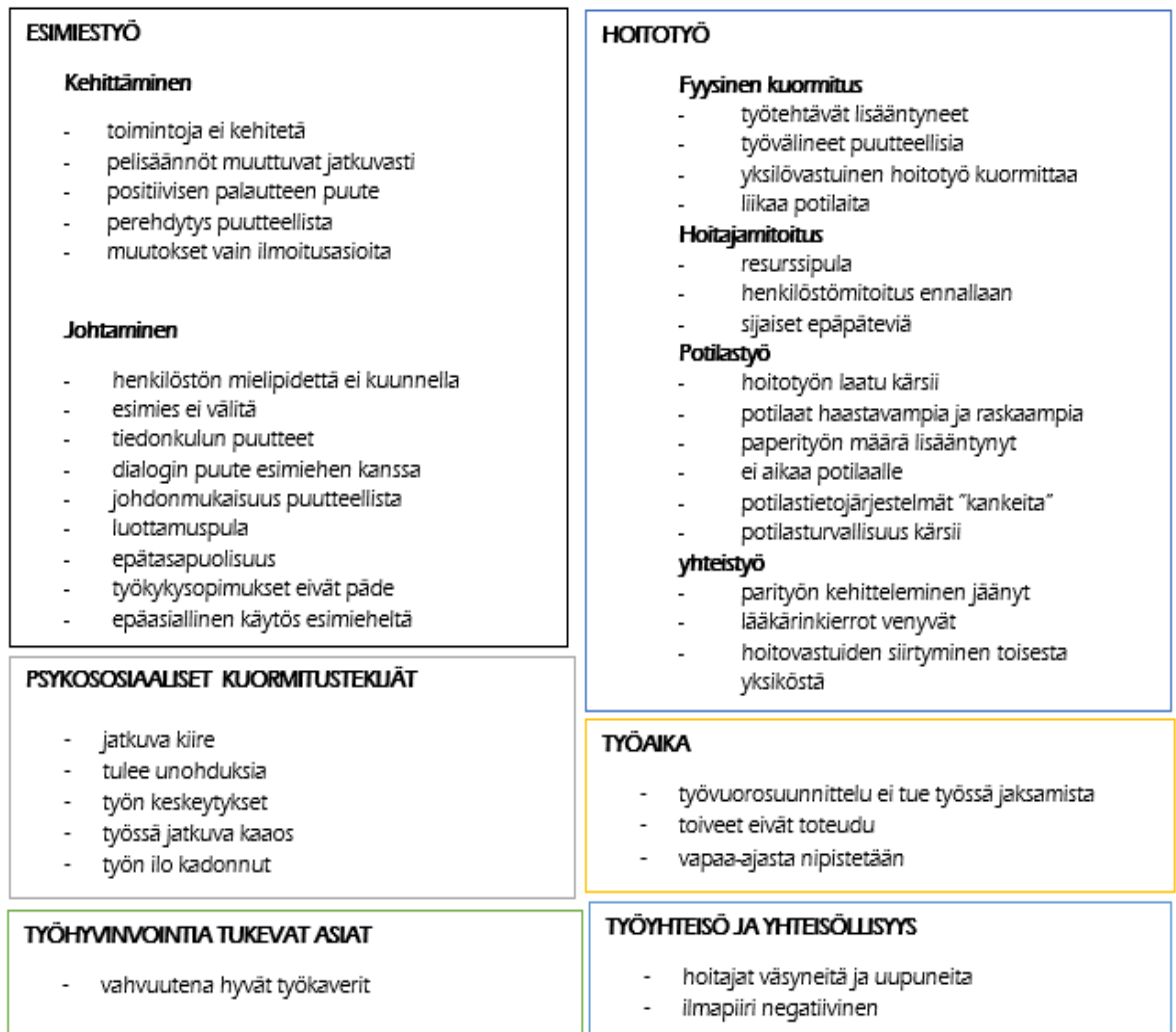 ESIMIESTYÖ
Kehittäminen
- toimintoja ei kehitetä
- pelisäännöt muuttuvat jatkuvasti
- positiivisen palautteen puute
- perehdytys puutteellista
- muutokset vain ilmoitusasioita
Johtaminen
- henkilöstön mielipidettä ei kuunnella
- esimies ei välitä
- tiedonkulun puutteet
- dialogin puute esimiehen kanssa
- johdonmukaisuus puutteellista
- luottamuspula
- epätasapuolisuus
- työkykysopimukset eivät päde
- epäasiallinen käytös esimieheltä
PSYKOSOSIAALISET KUORMITUSTEKIJÄT
- jatkuva kiire
- tulee unohduksia
- työn keskeytykset
- työssä jatkuva kaaos
- työn ilo kadonnut
TYÖHYVINVOINTIA TUKEVAT ASIAT
- vahvuutena hyvät työkaverit
HOITOTYÖ
Fyysinen kuormitus
- työtehtävät lisääntyneet
- työvälineet puutteellisia
- yksilövastuinen hoitotyö kuormittaa
- liikaa potilaita
Hoitajamitoitus
- resurssipula
- henkilöstömitoitus ennallaan
- sijaiset epäpäteviä
Potilastyö
- hoitotyön laatu kärsii
- potilaat haastavampia ja raskaampia
- paperityön määrä lisääntynyt
- ei aikaa potilaalle
- potilastietojärjestelmät ”kankeita”
- potilasturvallisuus kärsii
yhteistyö
- parityön kehitteleminen jäänyt
- lääkärinkierrot venyvät
- hoitovastuiden siirtyminen toisesta
yksiköstä
TYÖAIKA
- työvuorosuunnittelu ei tue työssä jaksamista
- toiveet eivät toteudu
- vapaa-ajasta nipistetään
TYÖYHTEISÖ JA YHTEISÖLLISYYS
- hoitajat väsyneitä ja uupuneita
- ilmapiiri negatiivinen